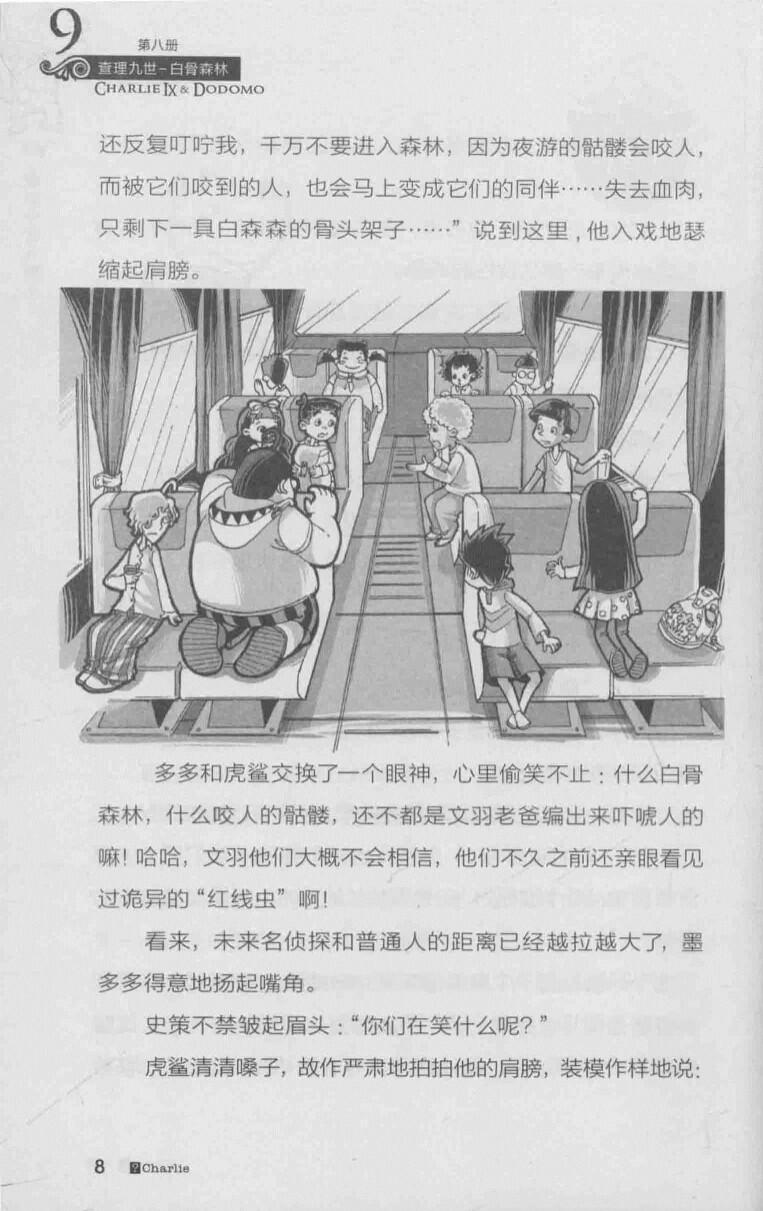 9
第八册
查理九世-白骨森林
CHARLIE IX & DODOMO
还反复叮咛我，千万不要进入森林，因为夜游的骷髅会咬人，
而被它们咬到的人，也会马上变成它们的同伴……失去血肉，
只剩下一具白森森的骨头架子……”说到这里，他入戏地瑟
缩起肩膀。
多多和虎鲨交换了一个眼神，心里偷笑不止：什么白骨
森林，什么咬人的骷髅，还不都是文羽老爸编出来吓唬人的
嘛！哈哈，文羽他们大概不会相信，他们不久之前还亲眼看见
过诡异的“红线虫”啊！
看来，未来名侦探和普通人的距离已经越拉越大了，墨
多多得意地扬起嘴角。
史策不禁皱起眉头：“你们在笑什么呢？”
虎鲨清清嗓子，故作严肃地拍拍他的肩膀，装模作样地说：
8 ?Charlie